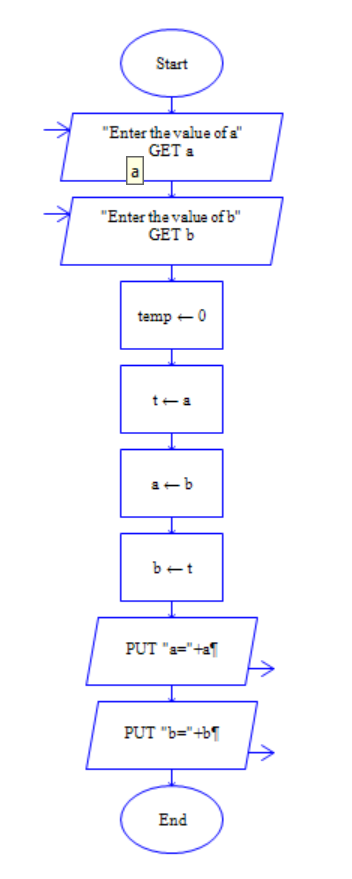 Start
"Enter the value of a"
GET a
a
"Enter the value of b"
GET b
temp ← 0
t ← a
a ← b
b ← t
PUT "a="+a¶
PUT "b="+b¶
End